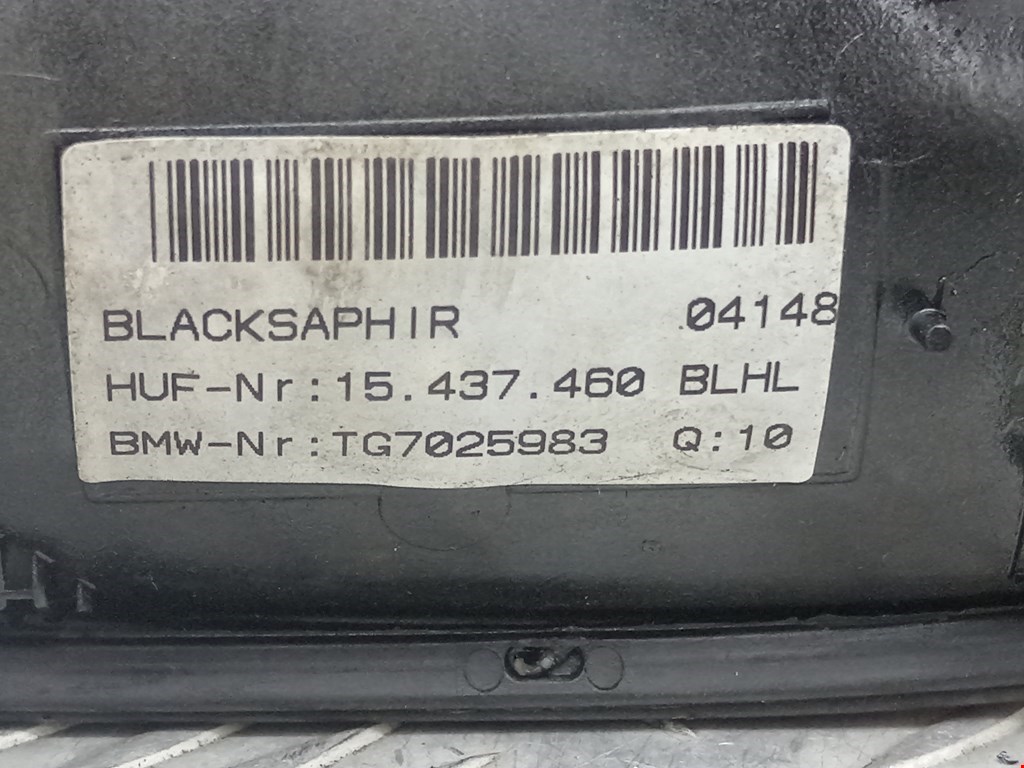 BLACKSAPHIR 04148
HUF-Nr:15.437.460 BLHL
BMW-Nr:TG7025983 Q:10